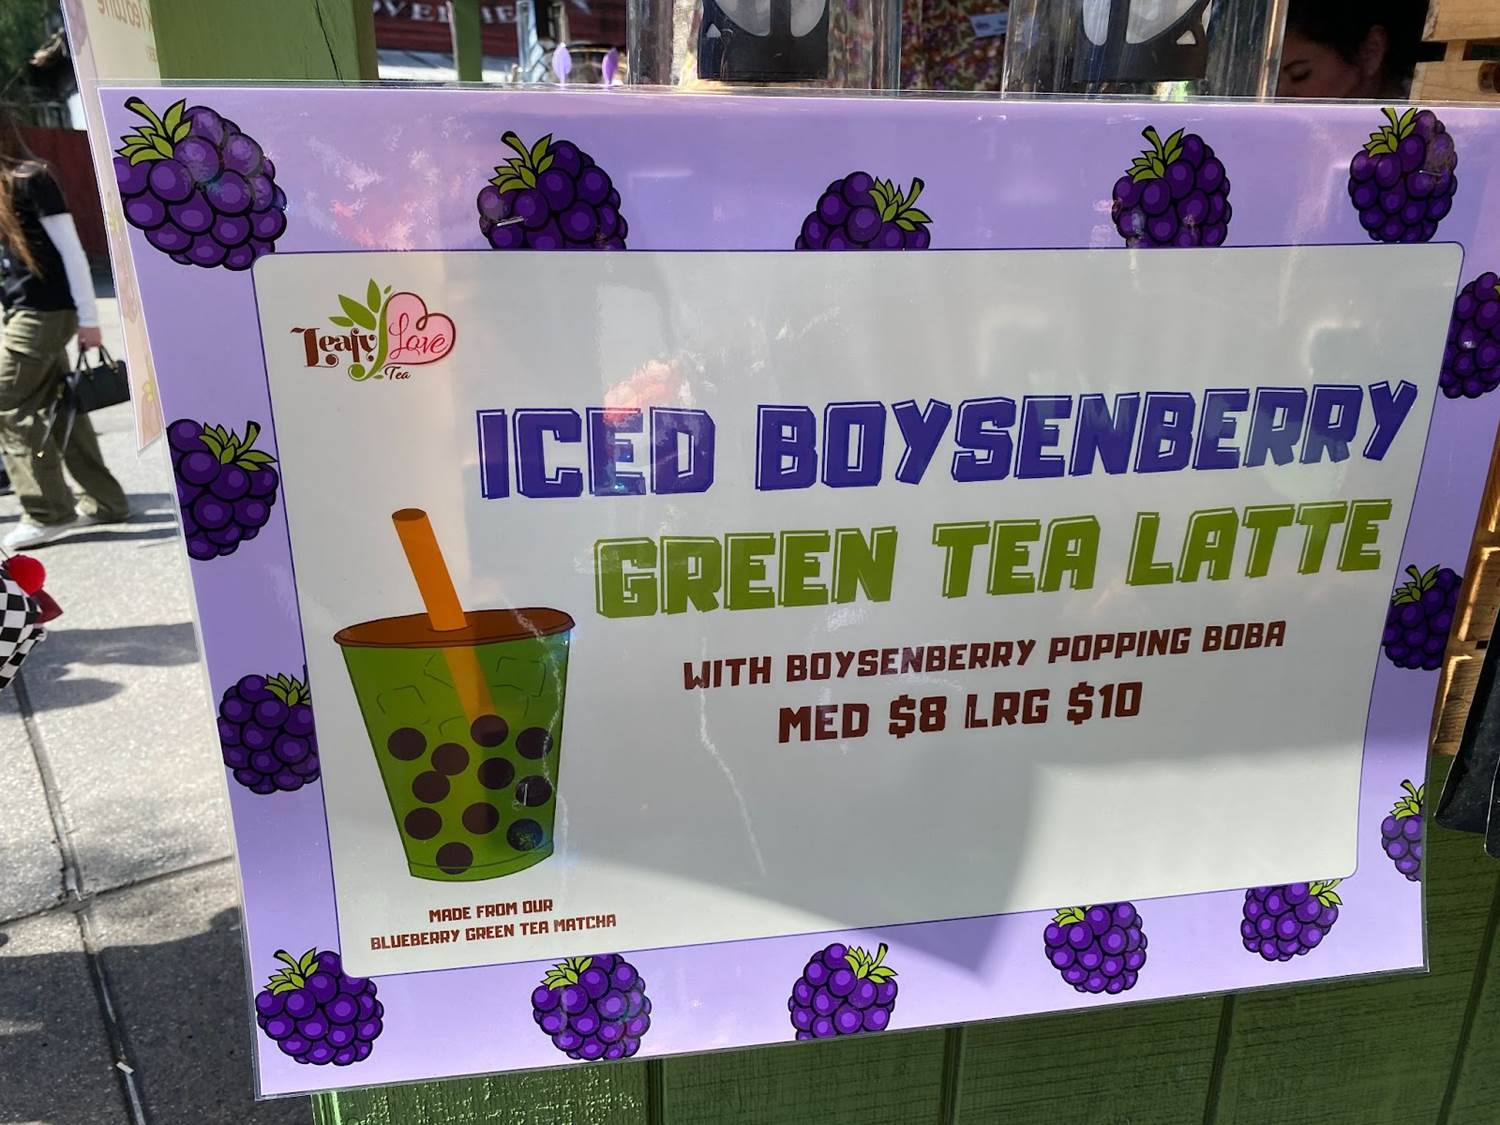 Leafy Love
Tea
ICED BOYSENBERRY
GREEN TEA LATTE
WITH BOYSENBERRY POPPING BOBA
MED $8 LRG $10
MADE FROM OUR
BLUEBERRY GREEN TEA MATCHA